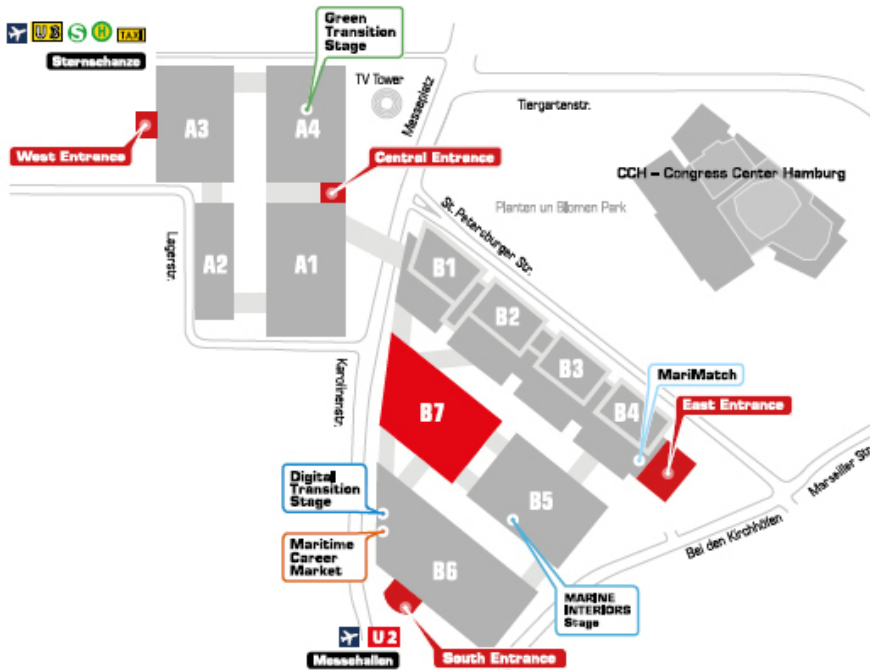 U3 S H TAXI
Sternschanze
Green
Transition
Stage
TV Tower
Messeplatz
Tiergartenstr.
A3
A4
West Entrance
Central Entrance
CCH – Congress Center Hamburg
Planten un Blomen Park
St. Petersburger Str.
Lagerstr.
A2
A1
B1
B2
B3
B4
MariMatch
East Entrance
Karolinenstr.
B7
Marseiller Str.
Digital
Transition
Stage
B5
Bei den Kirchhöfen
Maritime
Career
Market
B6
MARINE
INTERIORS
Stage
U2
Messehallen
South Entrance